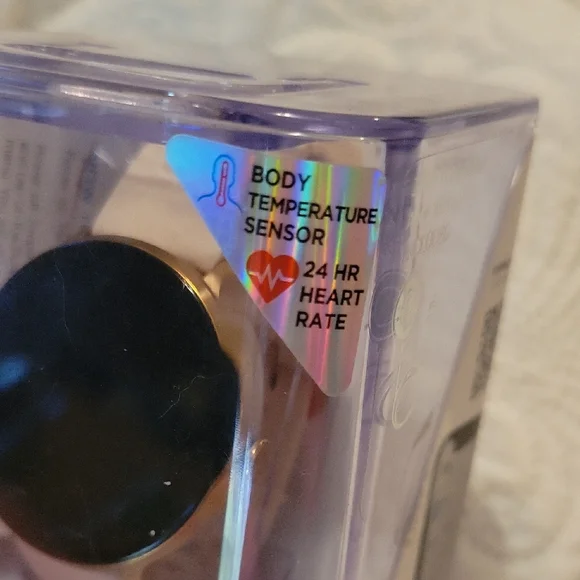 BODY
TEMPERATURE
SENSOR
24 HR
HEART
RATE